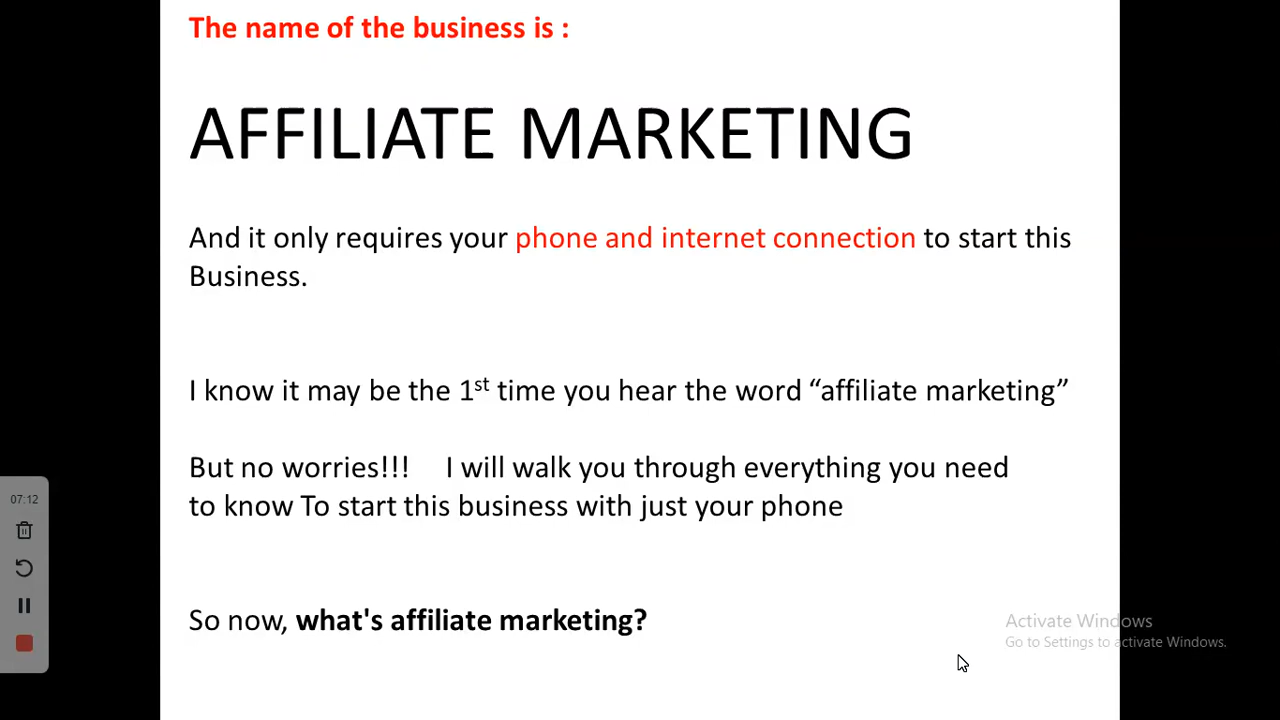 The name of the business is :
AFFILIATE MARKETING
And it only requires your phone and internet connection to start this
Business.
I know it may be the 1st time you hear the word “affiliate marketing”
But no worries!!! I will walk you through everything you need
to know To start this business with just your phone
07:12
So now, what's affiliate marketing?
Activate Windows
Go to Settings to activate Windows.